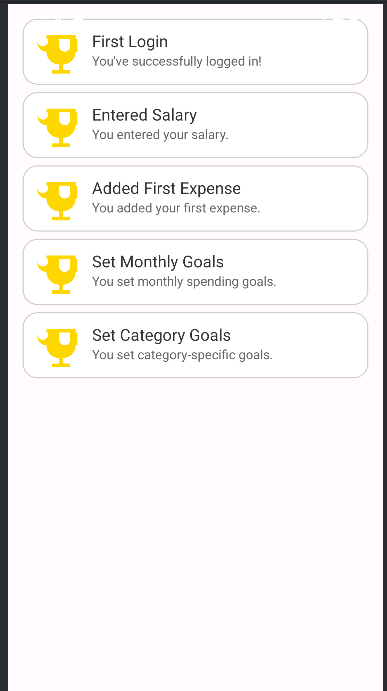 First Login
You've successfully logged in!
Entered Salary
You entered your salary.
Added First Expense
You added your first expense.
Set Monthly Goals
You set monthly spending goals.
Set Category Goals
You set category-specific goals.